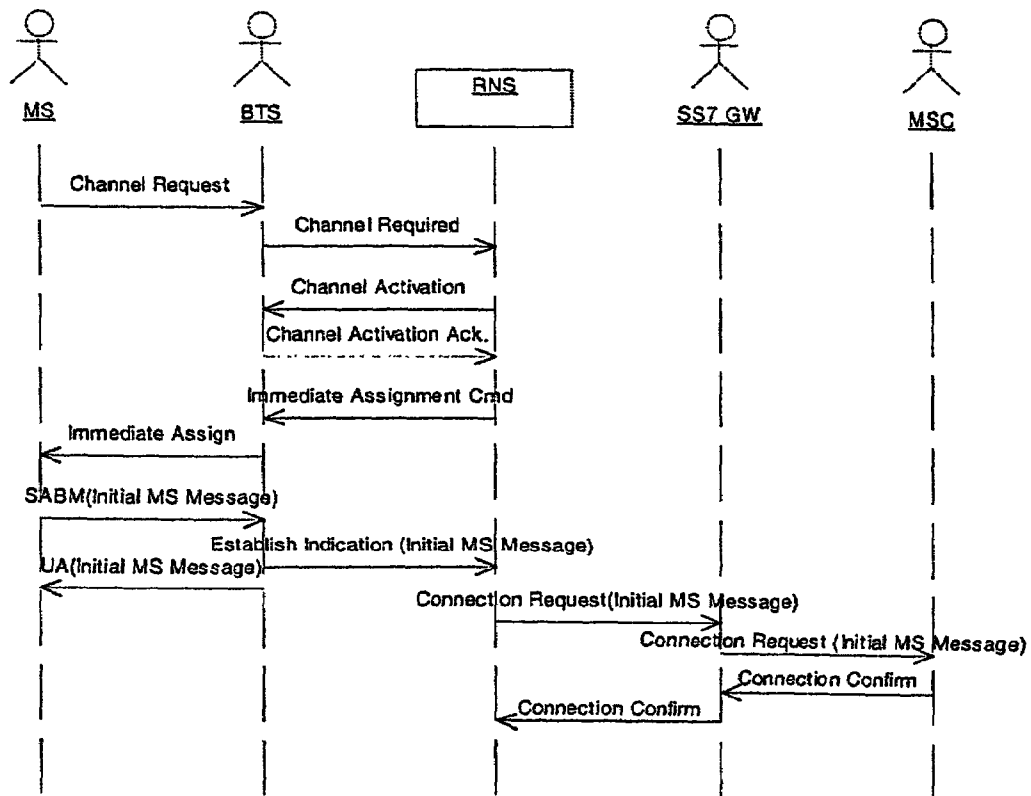 MS
BTS
RNS
SS7 GW
MSC
Channel Request
Channel Required
Channel Activation
Channel Activation Ack.
Immediate Assignment Cmd
Immediate Assign
SABM(Initial MS Message)
Establish Indication (Initial MS Message)
UA(Initial MS Message)
Connection Request(Initial MS Message)
Connection Request (Initial MS Message)
Connection Confirm
Connection Confirm